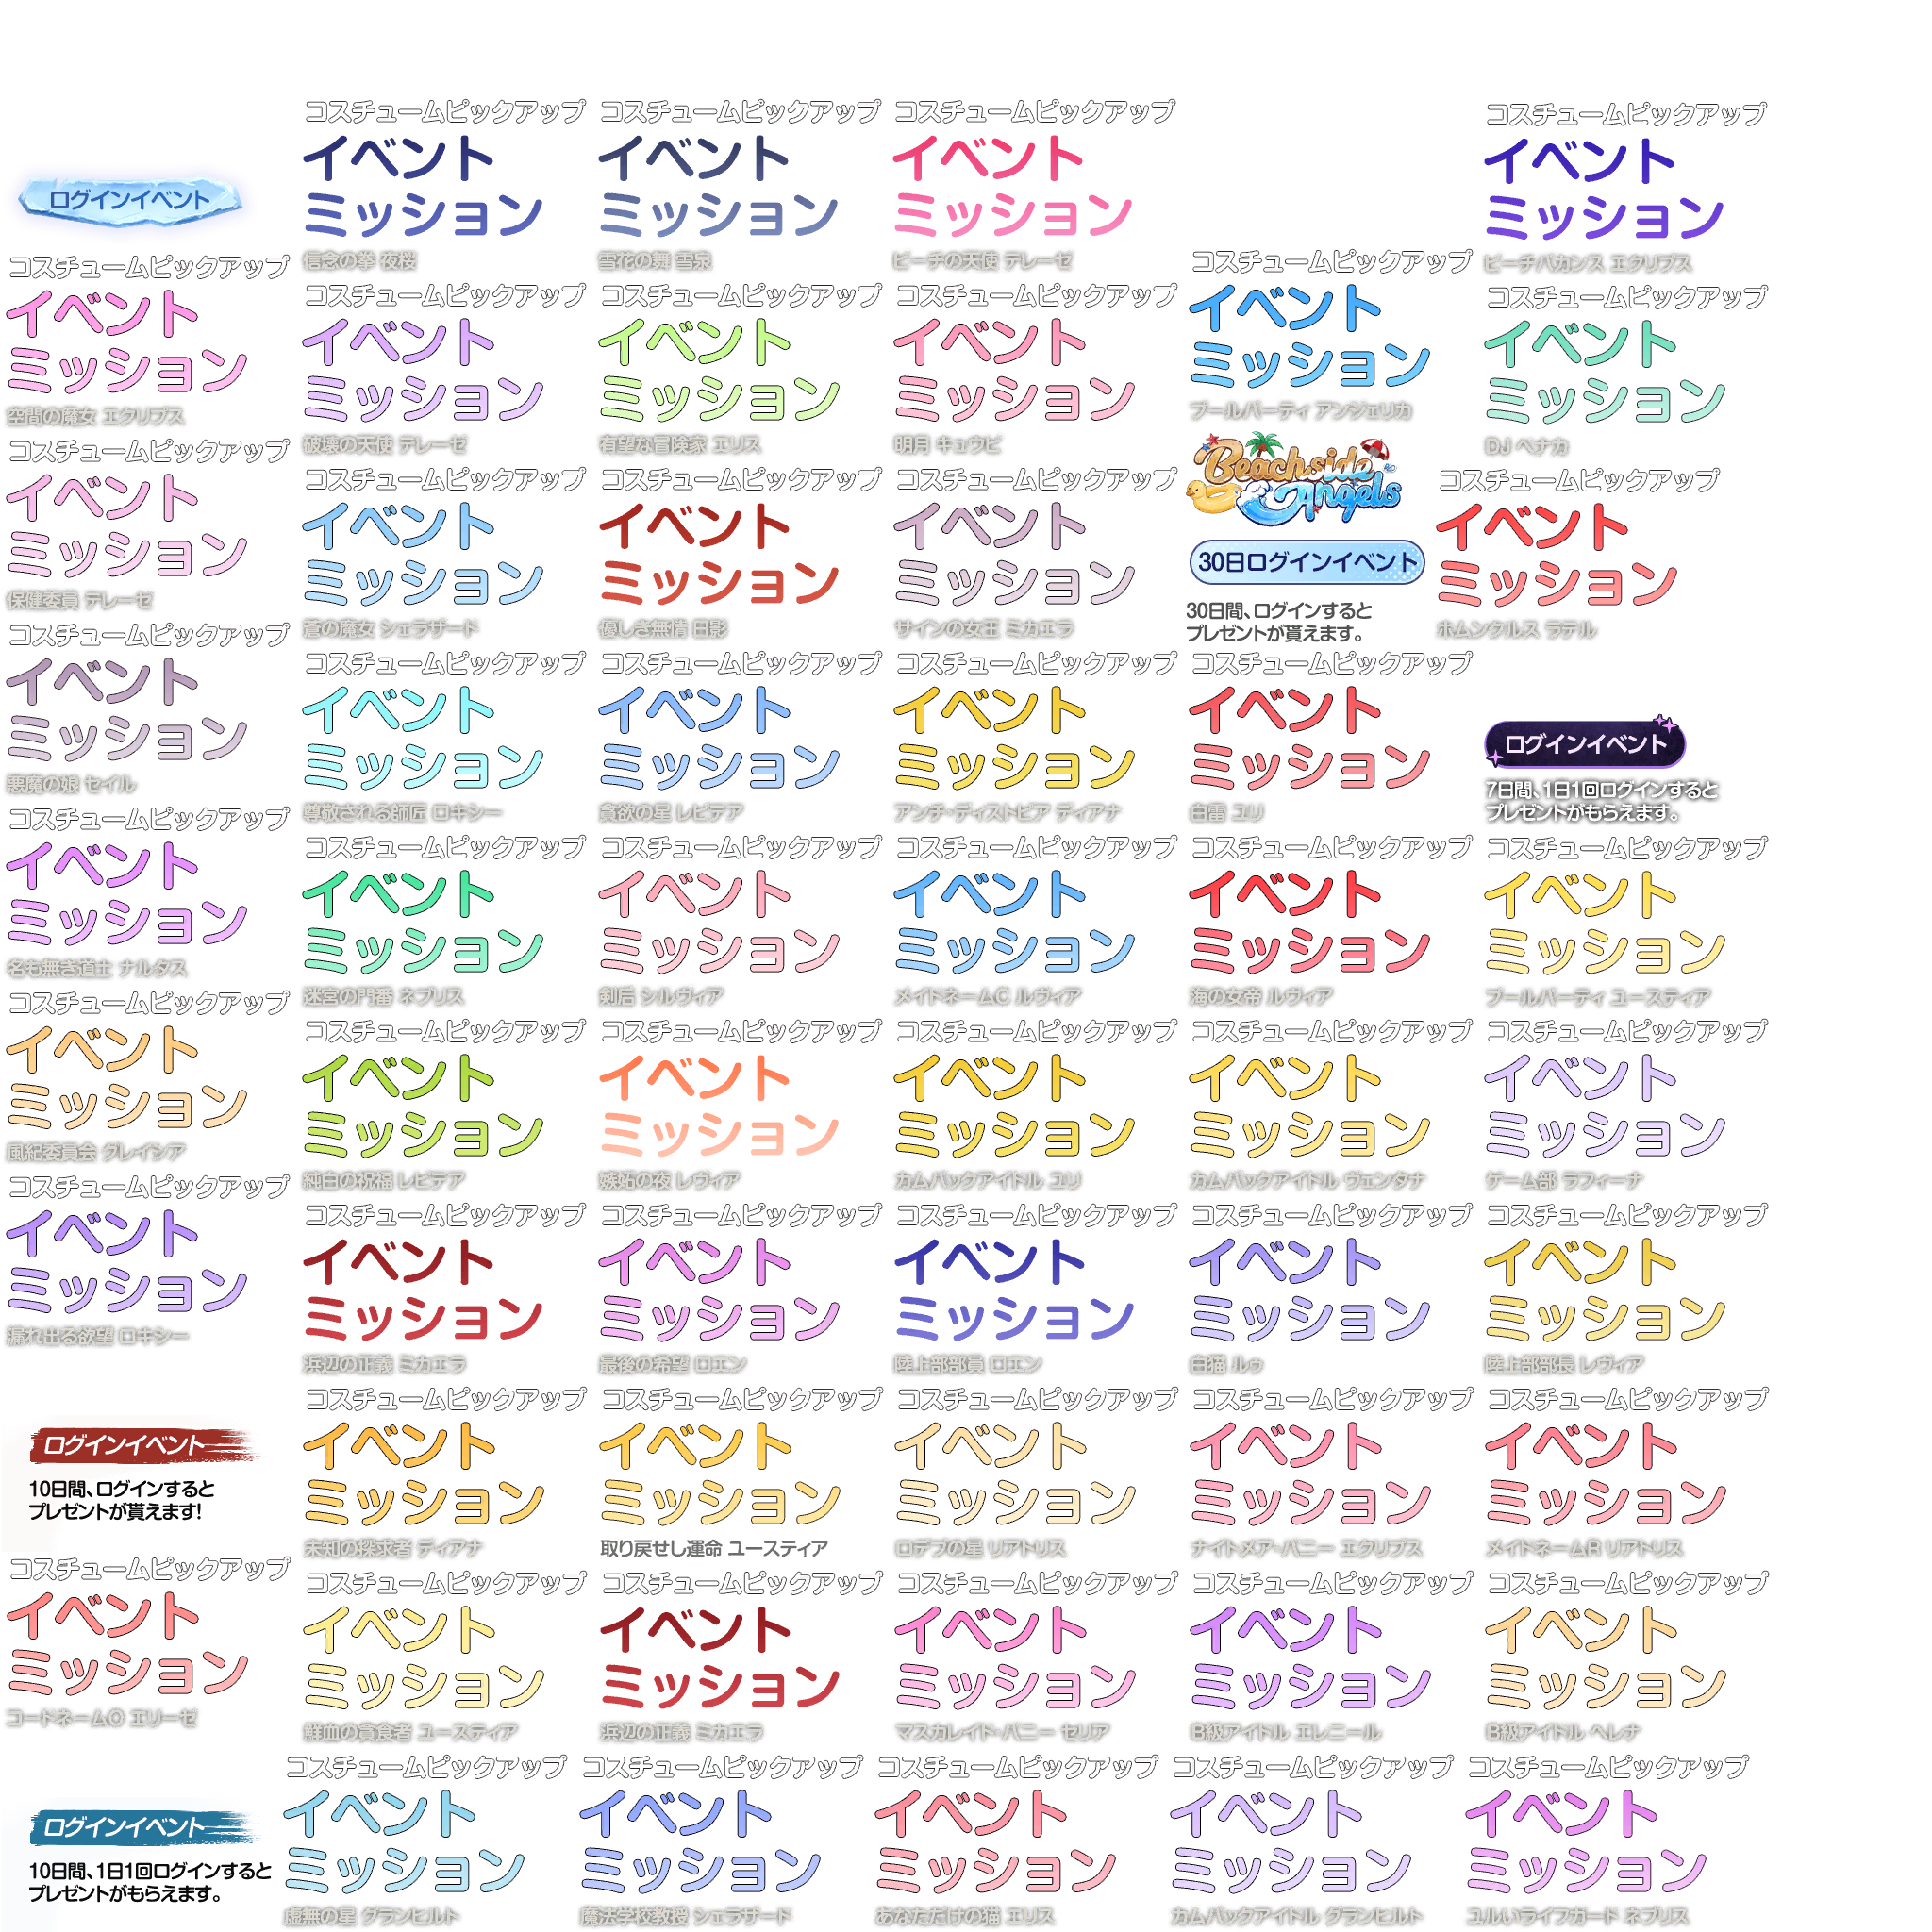 ログインイベント
コスチュームピックアップ
イベント
ミッション
空間の魔女 エクリプス
コスチュームピックアップ
イベント
ミッション
保健委員 テレーゼ
コスチュームピックアップ
イベント
ミッション
悪魔の娘 セイル
コスチュームピックアップ
イベント
ミッション
名も無き道士 ナルタス
コスチュームピックアップ
イベント
ミッション
風紀委員会 グレイシア
コスチュームピックアップ
イベント
ミッション
漏れ出る欲望 ロキシー
ログインイベント
10日間、ログインすると
プレゼントが貰えます!
コスチュームピックアップ
イベント
ミッション
コードネームO エリーゼ
ログインイベント
10日間、1日1回ログインすると
プレゼントがもらえます。
コスチュームピックアップ
イベント
ミッション
信念の拳 夜桜
コスチュームピックアップ
イベント
ミッション
破壊の天使 テレーゼ
コスチュームピックアップ
イベント
ミッション
蒼の魔女 シェラザード
コスチュームピックアップ
イベント
ミッション
尊敬される師匠 ロキシー
コスチュームピックアップ
イベント
ミッション
迷宮の門番 ネブリス
コスチュームピックアップ
イベント
ミッション
純白の祝福 レビテア
コスチュームピックアップ
イベント
ミッション
浜辺の正義 ミカエラ
コスチュームピックアップ
イベント
ミッション
未知の探求者 ディアナ
コスチュームピックアップ
イベント
ミッション
鮮血の貪食者 ユースティア
コスチュームピックアップ
イベント
ミッション
虚無の星 グランヒルト
コスチュームピックアップ
イベント
ミッション
雪花の舞 雪泉
コスチュームピックアップ
イベント
ミッション
有望な冒険家 エリス
コスチュームピックアップ
イベント
ミッション
優しき無情 日影
コスチュームピックアップ
イベント
ミッション
貪欲の星 レビテア
コスチュームピックアップ
イベント
ミッション
剣后 シルヴィア
コスチュームピックアップ
イベント
ミッション
嫉妬の夜 レヴィア
コスチュームピックアップ
イベント
ミッション
最後の希望 ロエン
コスチュームピックアップ
イベント
ミッション
取り戻せし運命 ユースティア
コスチュームピックアップ
イベント
ミッション
浜辺の正義 ミカエラ
コスチュームピックアップ
イベント
ミッション
魔法学校教授 シェラザード
コスチュームピックアップ
イベント
ミッション
ビーチの天使 テレーゼ
コスチュームピックアップ
イベント
ミッション
明月 キュウビ
コスチュームピックアップ
イベント
ミッション
サインの女王 ミカエラ
コスチュームピックアップ
イベント
ミッション
アンチ・ディストピア ディアナ
コスチュームピックアップ
イベント
ミッション
メイドネームC ルヴィア
コスチュームピックアップ
イベント
ミッション
カムバックアイドル ユリ
コスチュームピックアップ
イベント
ミッション
陸上部部員 ロエン
コスチュームピックアップ
イベント
ミッション
ロデブの星 リアトリス
コスチュームピックアップ
イベント
ミッション
マスカレイド・バニー セリア
コスチュームピックアップ
イベント
ミッション
あなただけの猫 エリス
コスチュームピックアップ
イベント
ミッション
プールパーティ アンジェリカ
Beachside
Angels
30日ログインイベント
30日間、ログインすると
プレゼントが貰えます。
コスチュームピックアップ
イベント
ミッション
白雷 ユリ
コスチュームピックアップ
イベント
ミッション
海の女帝 ルヴィア
コスチュームピックアップ
イベント
ミッション
カムバックアイドル ヴェンタナ
コスチュームピックアップ
イベント
ミッション
白猫 ルゥ
コスチュームピックアップ
イベント
ミッション
ナイトメア・バニー エクリプス
コスチュームピックアップ
イベント
ミッション
B級アイドル エレニール
コスチュームピックアップ
イベント
ミッション
カムバックアイドル グランヒルト
コスチュームピックアップ
イベント
ミッション
ビーチバカンス エクリプス
コスチュームピックアップ
イベント
ミッション
DJ ベナカ
コスチュームピックアップ
イベント
ミッション
ホムンクルス ラテル
ログインイベント
7日間、1日1回ログインすると
プレゼントがもらえます。
コスチュームピックアップ
イベント
ミッション
プールパーティ ユースティア
コスチュームピックアップ
イベント
ミッション
ゲーム部 ラフィーナ
コスチュームピックアップ
イベント
ミッション
陸上部部長 レヴィア
コスチュームピックアップ
イベント
ミッション
メイドネームR リアトリス
コスチュームピックアップ
イベント
ミッション
B級アイドル ヘレナ
コスチュームピックアップ
イベント
ミッション
ユルいライフガード ネブリス